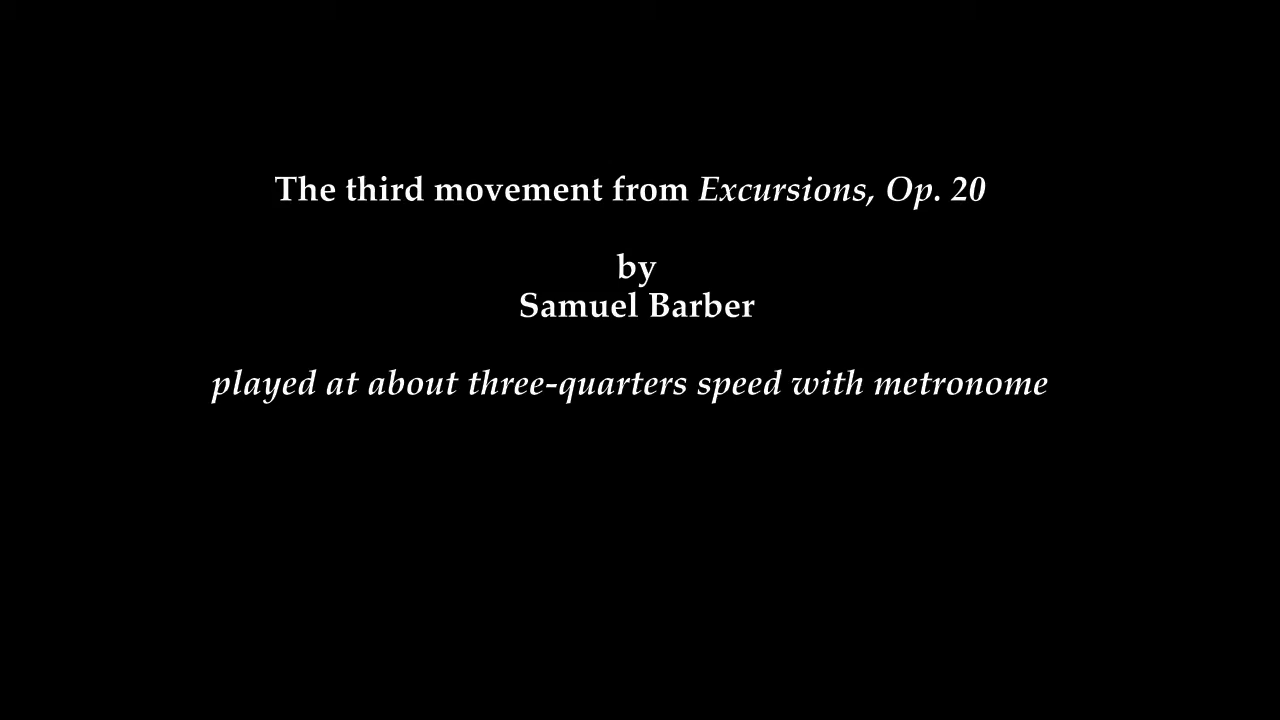 The third movement from Excursions, Op. 20
by
Samuel Barber
played at about three-quarters speed with metronome